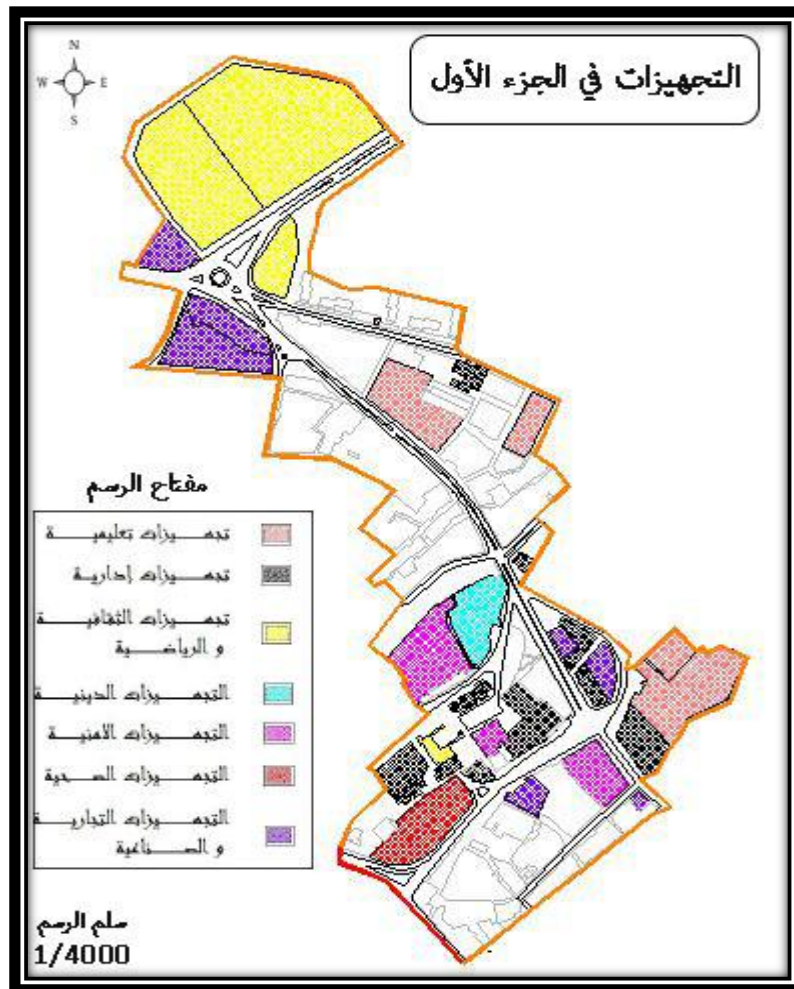 التجهيزات في الجزء الأول
N
W E
S
مفتاح الرسم
تجهيزات تعليمية
تجهيزات إدارية
تجهيزات الثقافية
و الرياضية
التجهيزات الدينية
التجهيزات الأمنية
التجهيزات الصحية
التجهيزات التجارية
و الصناعية
سلم الرسم
1/4000